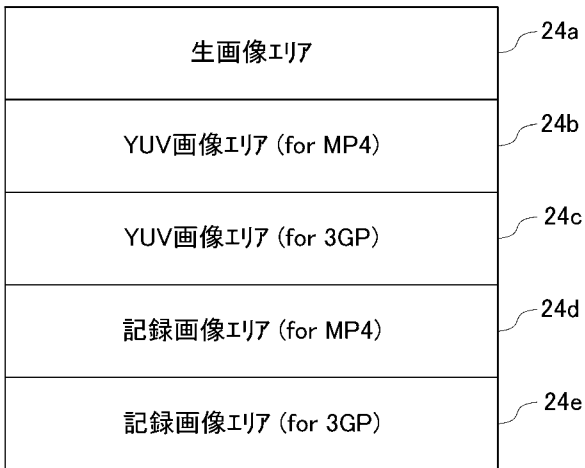 生画像エリア
24a
YUV画像エリア (for MP4)
24b
YUV画像エリア (for 3GP)
24c
記録画像エリア (for MP4)
24d
記録画像エリア (for 3GP)
24e